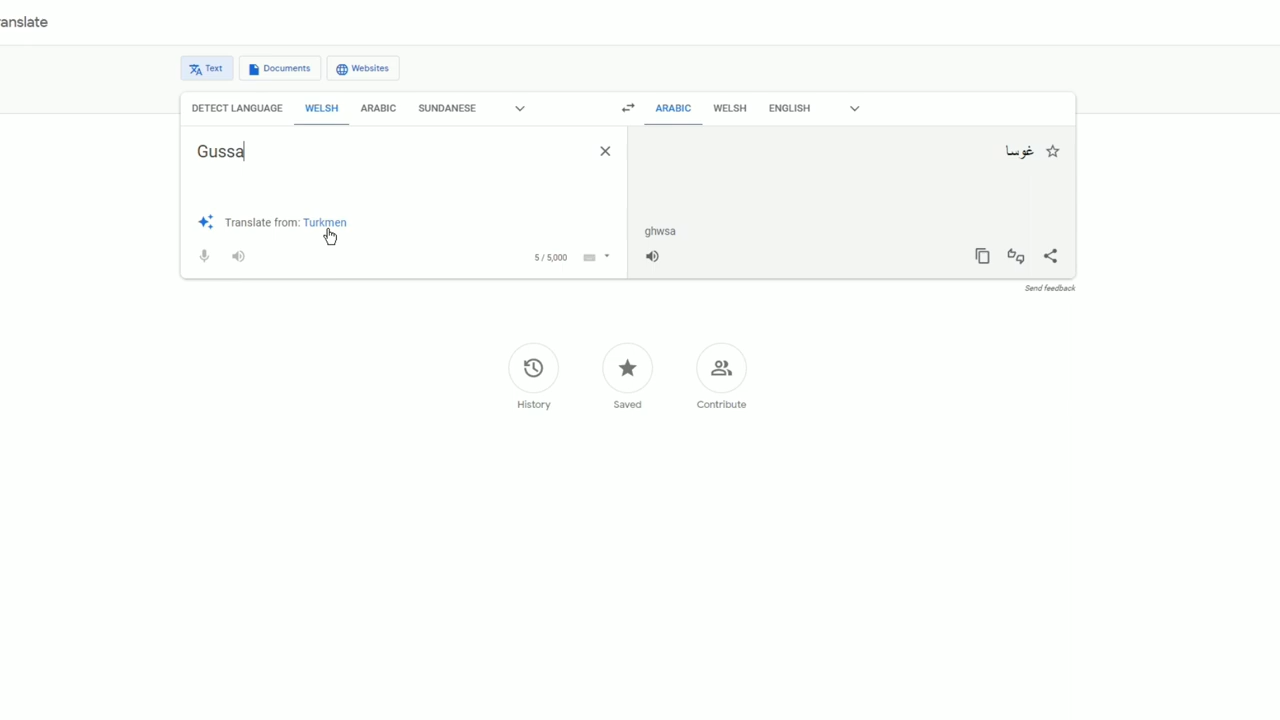 anslate
Text Documents Websites
DETECT LANGUAGE WELSH ARABIC SUNDANESE ARABIC WELSH ENGLISH
Gussa
غوسا
Translate from: Turkmen
ghwsa
5 / 5,000
Send feedback
History Saved Contribute